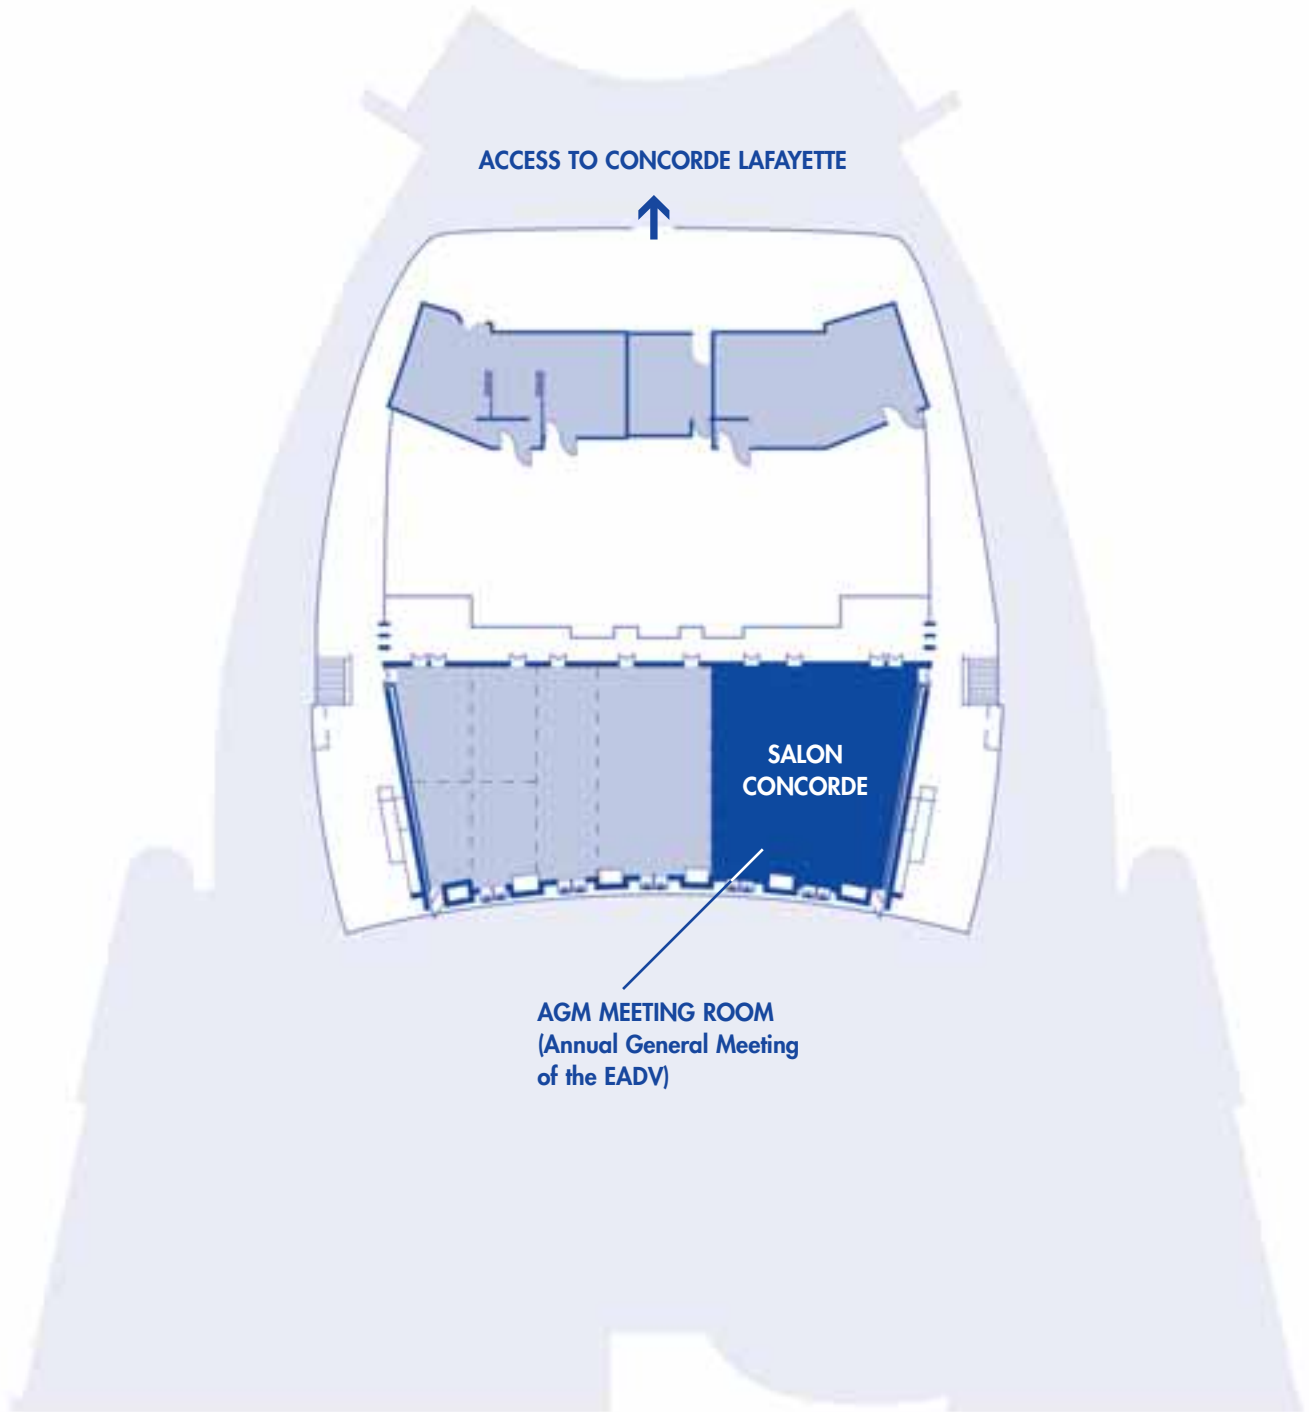 ACCESS TO CONCORDE LAFAYETTE
SALON
CONCORDE
AGM MEETING ROOM
(Annual General Meeting
of the EADV)